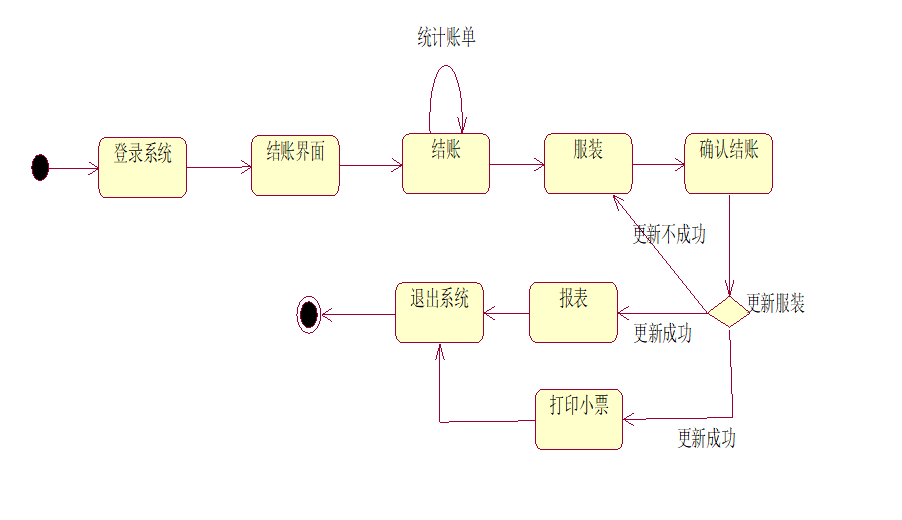 统计账单
登录系统
结账界面
结账
服装
确认结账
更新不成功
退出系统
报表
更新服装
更新成功
打印小票
更新成功